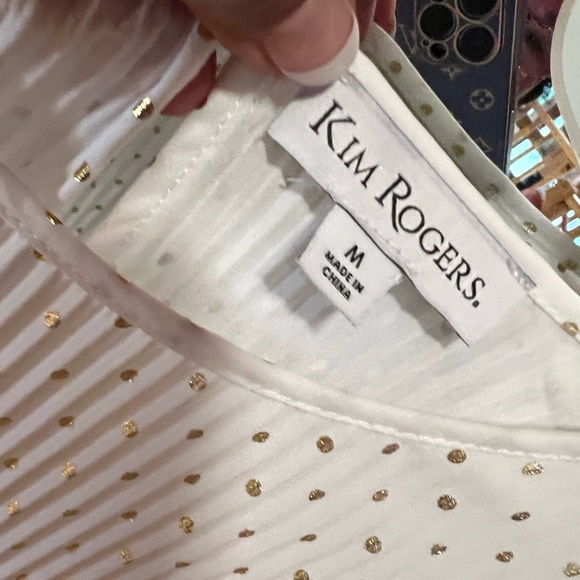 KIM ROGERS.
M
MADE IN
CHINA